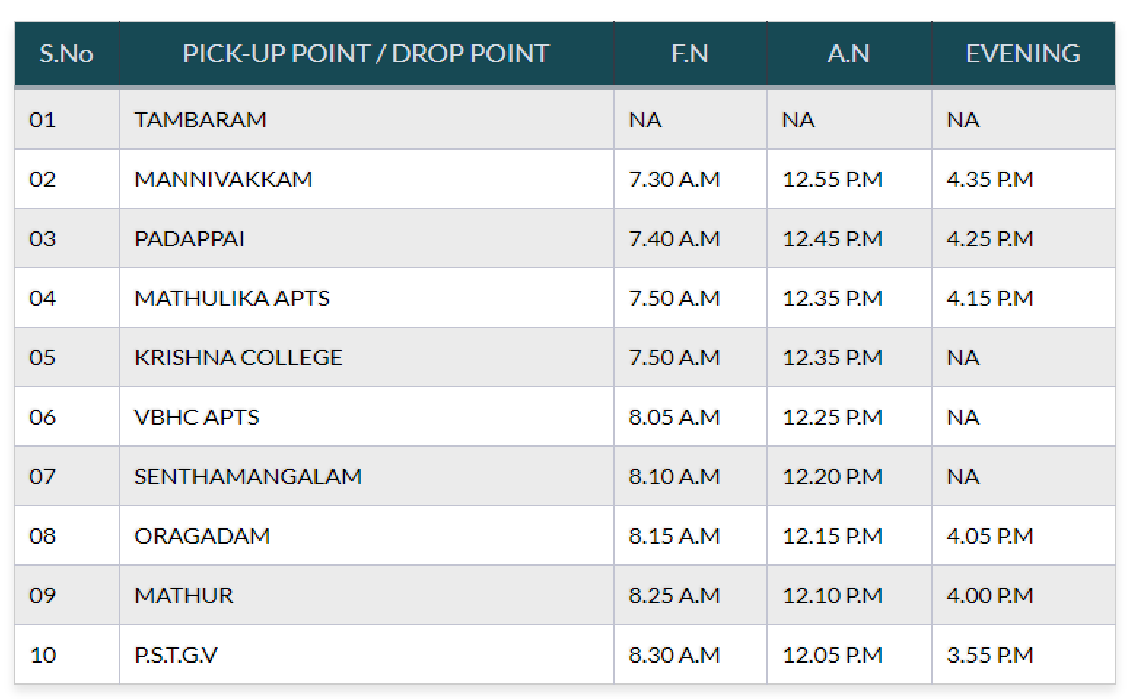 S.No PICK-UP POINT / DROP POINT F.N A.N EVENING
01 TAMBARAM NA NA NA
02 MANNIVAKKAM 7.30 A.M 12.55 P.M 4.35 P.M
03 PADAPPAI 7.40 A.M 12.45 P.M 4.25 P.M
04 MATHULIKA APTS 7.50 A.M 12.35 P.M 4.15 P.M
05 KRISHNA COLLEGE 7.50 A.M 12.35 P.M NA
06 VBHC APTS 8.05 A.M 12.25 P.M NA
07 SENTHAMANGALAM 8.10 A.M 12.20 P.M NA
08 ORAGADAM 8.15 A.M 12.15 P.M 4.05 P.M
09 MATHUR 8.25 A.M 12.10 P.M 4.00 P.M
10 P.S.T.G.V 8.30 A.M 12.05 P.M 3.55 P.M